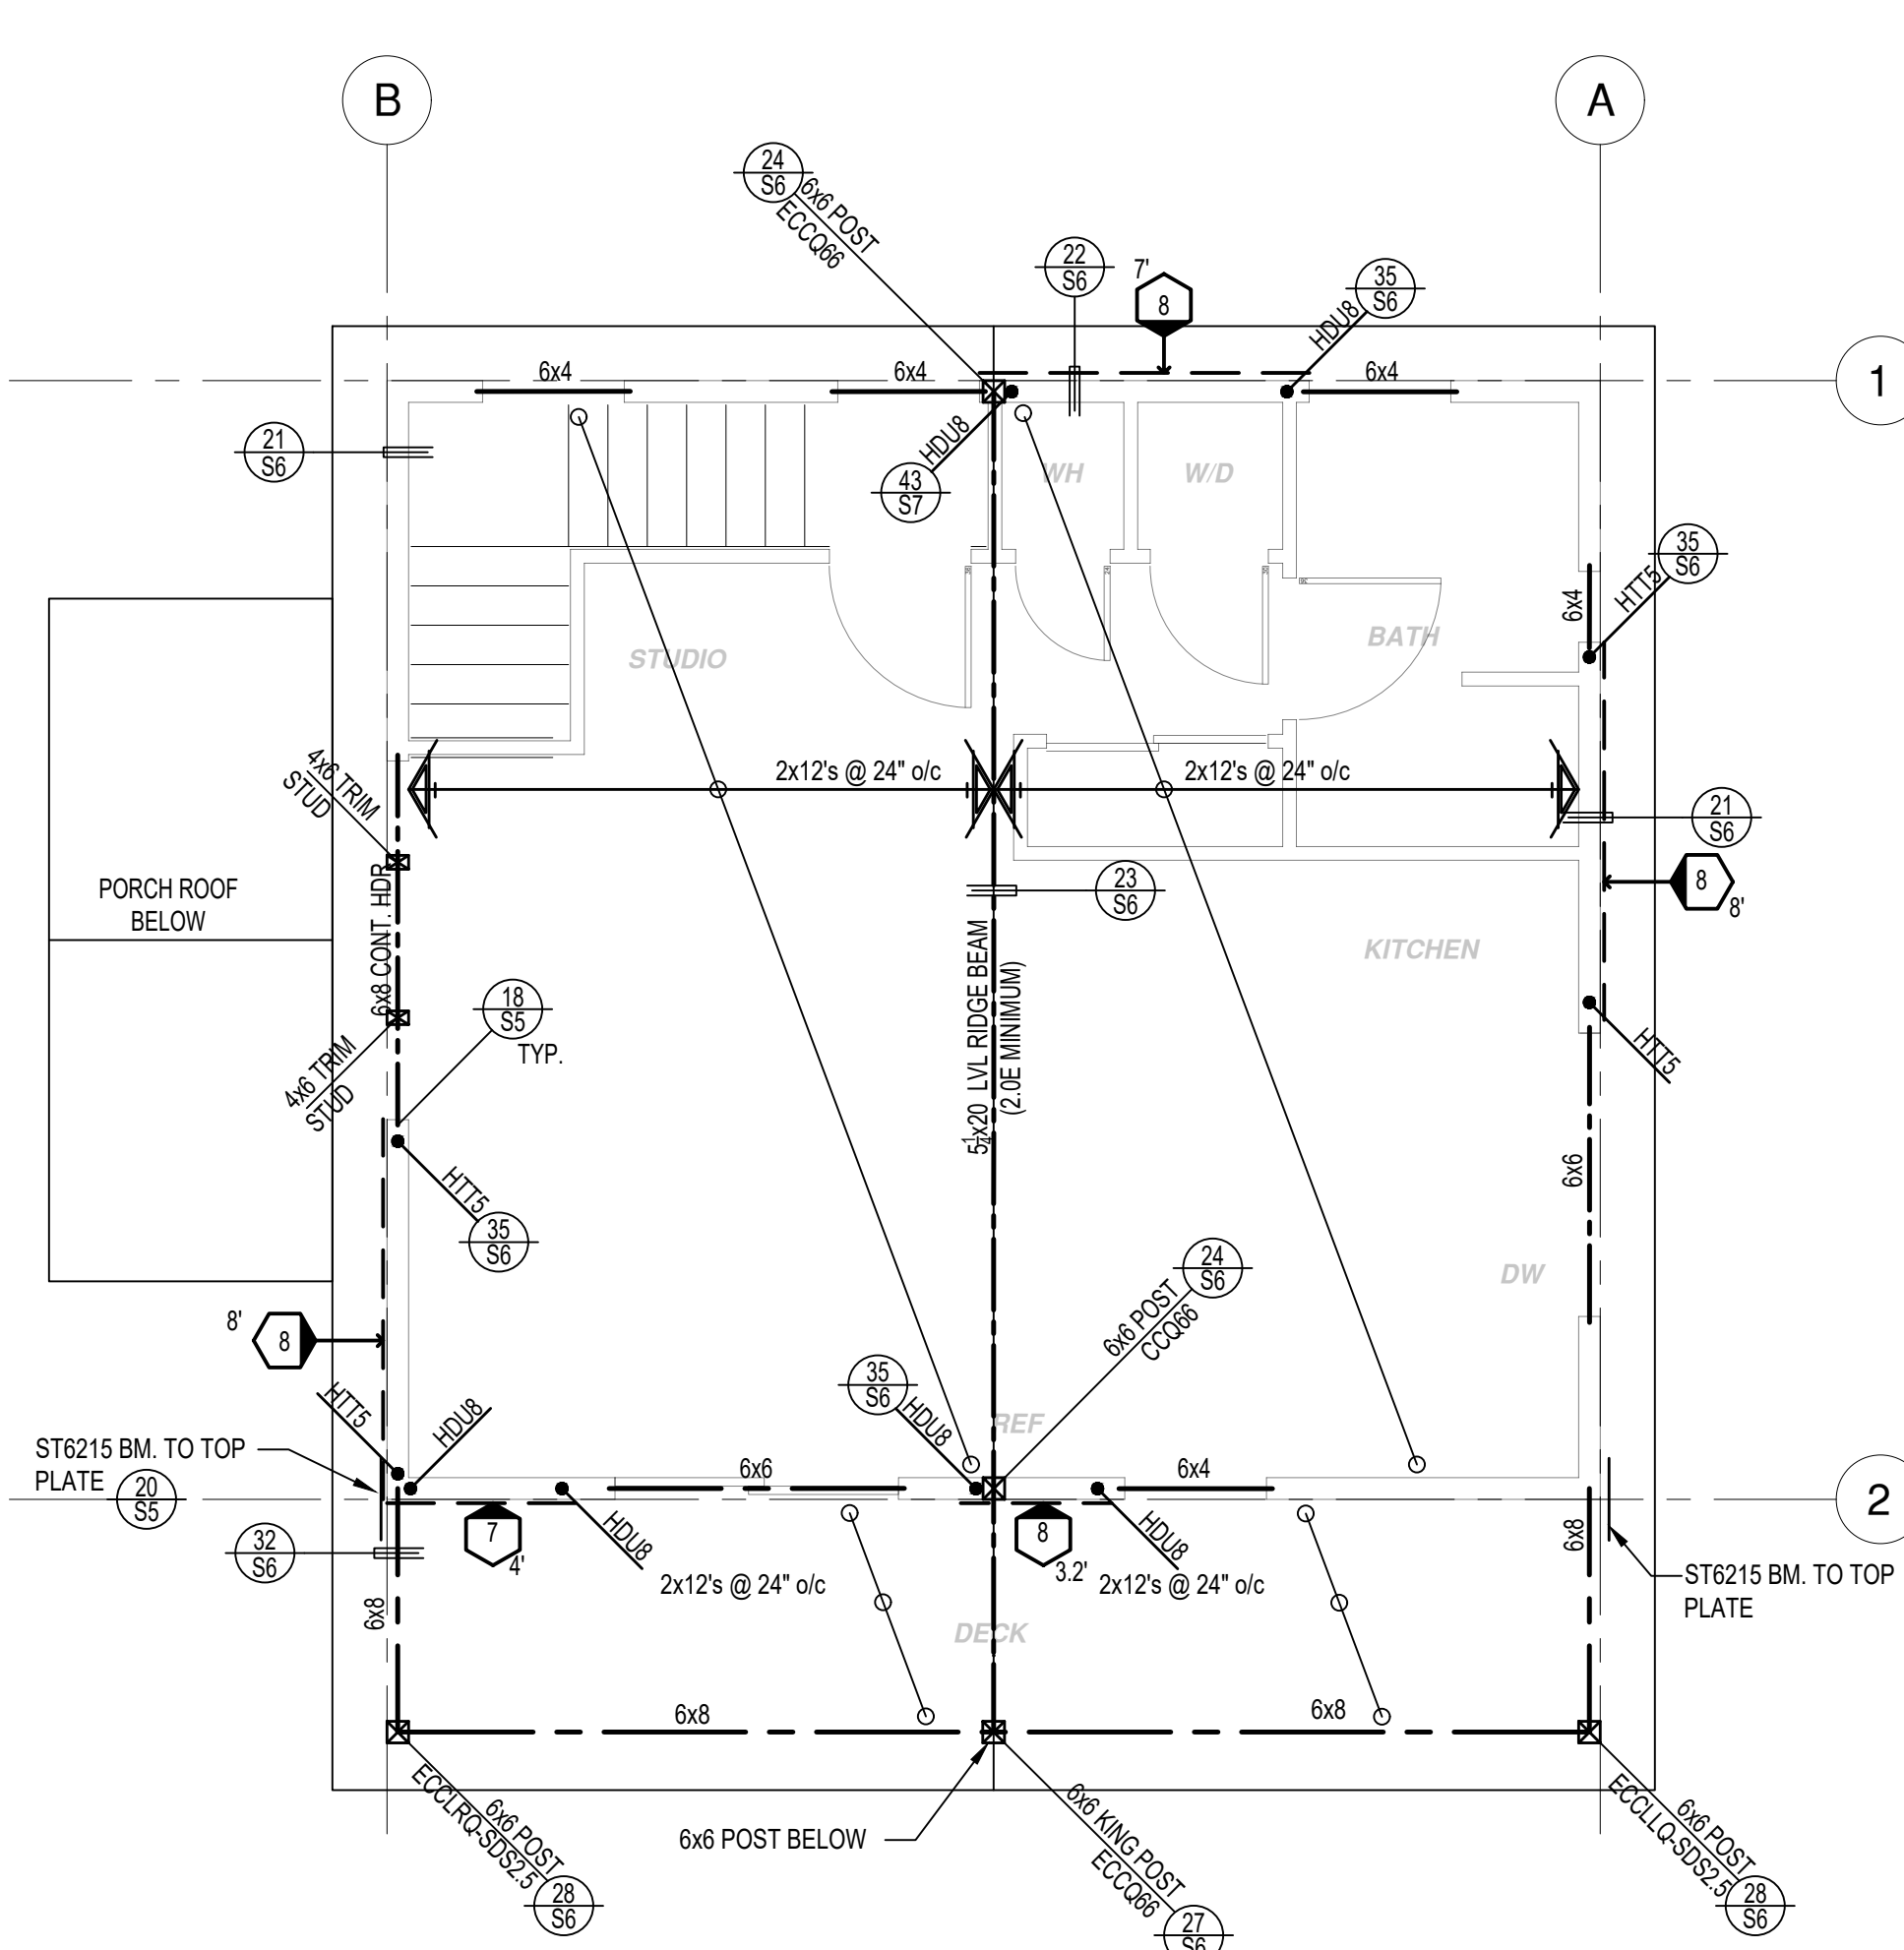 B
A
24
S6
6x6 POST
ECCQ66
22
S6
7'
8
35
S6
HDU8
6x4
6x4
6x4
1
21
S6
HDU8
43
S7
WH
W/D
35
S6
HTT5
6x4
STUDIO
BATH
4x6 TRIM
STUD
2x12's @ 24" o/c
2x12's @ 24" o/c
21
S6
PORCH ROOF
BELOW
6x8 CONT. HDR
23
S6
8
8'
KITCHEN
5¼x20 LVL RIDGE BEAM
(2.0E MINIMUM)
18
S5
TYP.
4x6 TRIM
STUD
HTT5
HTT5
35
S6
6x6
24
S6
6x6 POST
CCQ66
DW
8'
8
35
S6
HDU8
REF
HTT5
HDU8
ST6215 BM. TO TOP
PLATE
20
S5
6x6
6x4
2
7
4'
HDU8
8
3.2'
HDU8
32
S6
6x8
6x8
2x12's @ 24" o/c
2x12's @ 24" o/c
ST6215 BM. TO TOP
PLATE
DECK
6x8
6x8
6x6 POST
ECCLRQ-SDS2.5
28
S6
6x6 POST BELOW
6x6 KING POST
ECCQ66
27
S6
6x6 POST
ECCLLQ-SDS2.5
28
S6